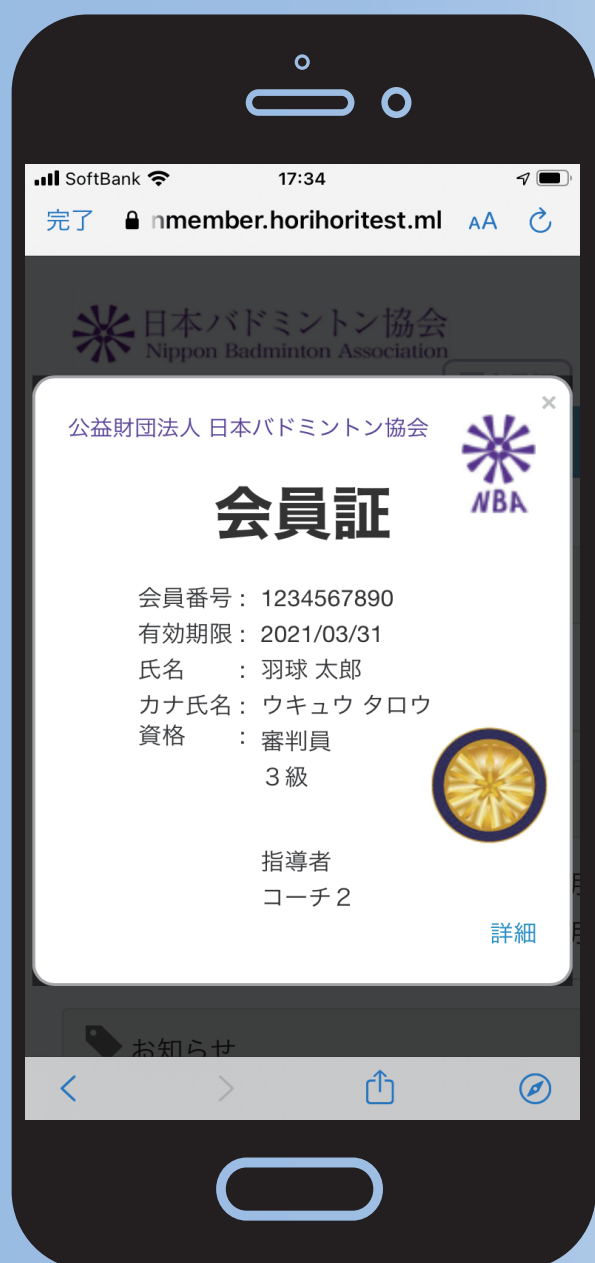 SoftBank 17:34
完了 nmember.horihoritest.ml AA
日本バドミントン協会
Nippon Badminton Association
公益財団法人 日本バドミントン協会
NBA
会員証
会員番号： 1234567890
有効期限： 2021/03/31
氏名 ： 羽球 太郎
カナ氏名： ウキュウ タロウ
資格 ： 審判員
３級
指導者
コーチ２
詳細
お知らせ